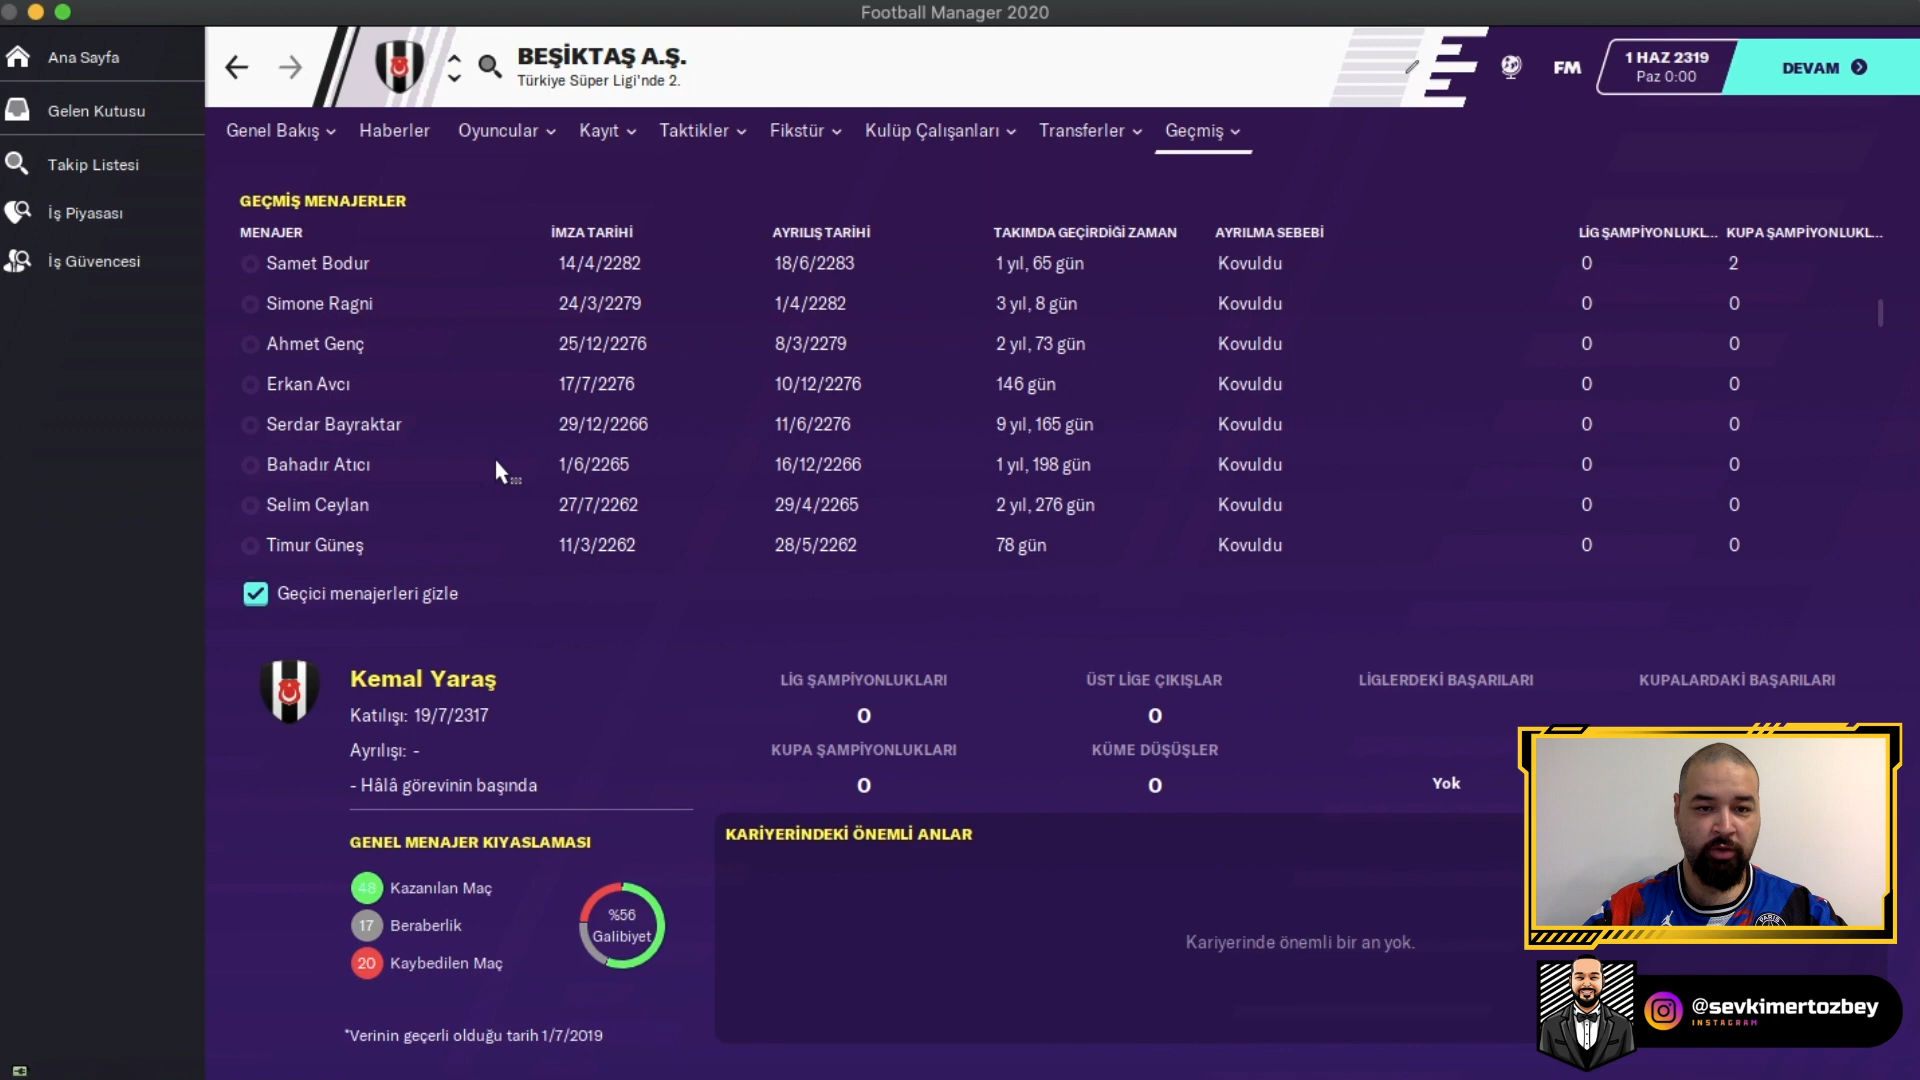 Football Manager 2020
Ana Sayfa
Gelen Kutusu
Takip Listesi
İş Piyasası
İş Güvencesi
BEŞİKTAŞ A.Ş.
Türkiye Süper Ligi'nde 2.
FM
1 HAZ 2319
Paz 0:00
DEVAM
Genel Bakış Haberler Oyuncular Kayıt Taktikler Fikstür Kulüp Çalışanları Transferler Geçmiş
GEÇMİŞ MENAJERLER
MENAJER İMZA TARİHİ AYRILIŞ TARİHİ TAKIMDA GEÇİRDİĞİ ZAMAN AYRILMA SEBEBİ LİG ŞAMPİYONLUKL... KUPA ŞAMPİYONLUKL...
Samet Bodur 14/4/2282 18/6/2283 1 yıl, 65 gün Kovuldu 0 2
Simone Ragni 24/3/2279 1/4/2282 3 yıl, 8 gün Kovuldu 0 0
Ahmet Genç 25/12/2276 8/3/2279 2 yıl, 73 gün Kovuldu 0 0
Erkan Avcı 17/7/2276 10/12/2276 146 gün Kovuldu 0 0
Serdar Bayraktar 29/12/2266 11/6/2276 9 yıl, 165 gün Kovuldu 0 0
Bahadır Atıcı 1/6/2265 16/12/2266 1 yıl, 198 gün Kovuldu 0 0
Selim Ceylan 27/7/2262 29/4/2265 2 yıl, 276 gün Kovuldu 0 0
Timur Güneş 11/3/2262 28/5/2262 78 gün Kovuldu 0 0
Geçici menajerleri gizle
Kemal Yaraş
Katılışı: 19/7/2317
Ayrılışı: -
- Hâlâ görevinin başında
LİG ŞAMPİYONLUKLARI ÜST LİGE ÇIKIŞLAR LİGLERDEKİ BAŞARILARI KUPALARDAKİ BAŞARILARI
0 0
KUPA ŞAMPİYONLUKLARI KÜME DÜŞÜŞLER
0 0
Yok
GENEL MENAJER KIYASLAMASI
48 Kazanılan Maç
17 Beraberlik
20 Kaybedilen Maç
%56
Galibiyet
*Verinin geçerli olduğu tarih 1/7/2019
KARİYERİNDEKİ ÖNEMLİ ANLAR
Kariyerinde önemli bir an yok.
PARIS
@sevkimertozbey
INSTAGRAM